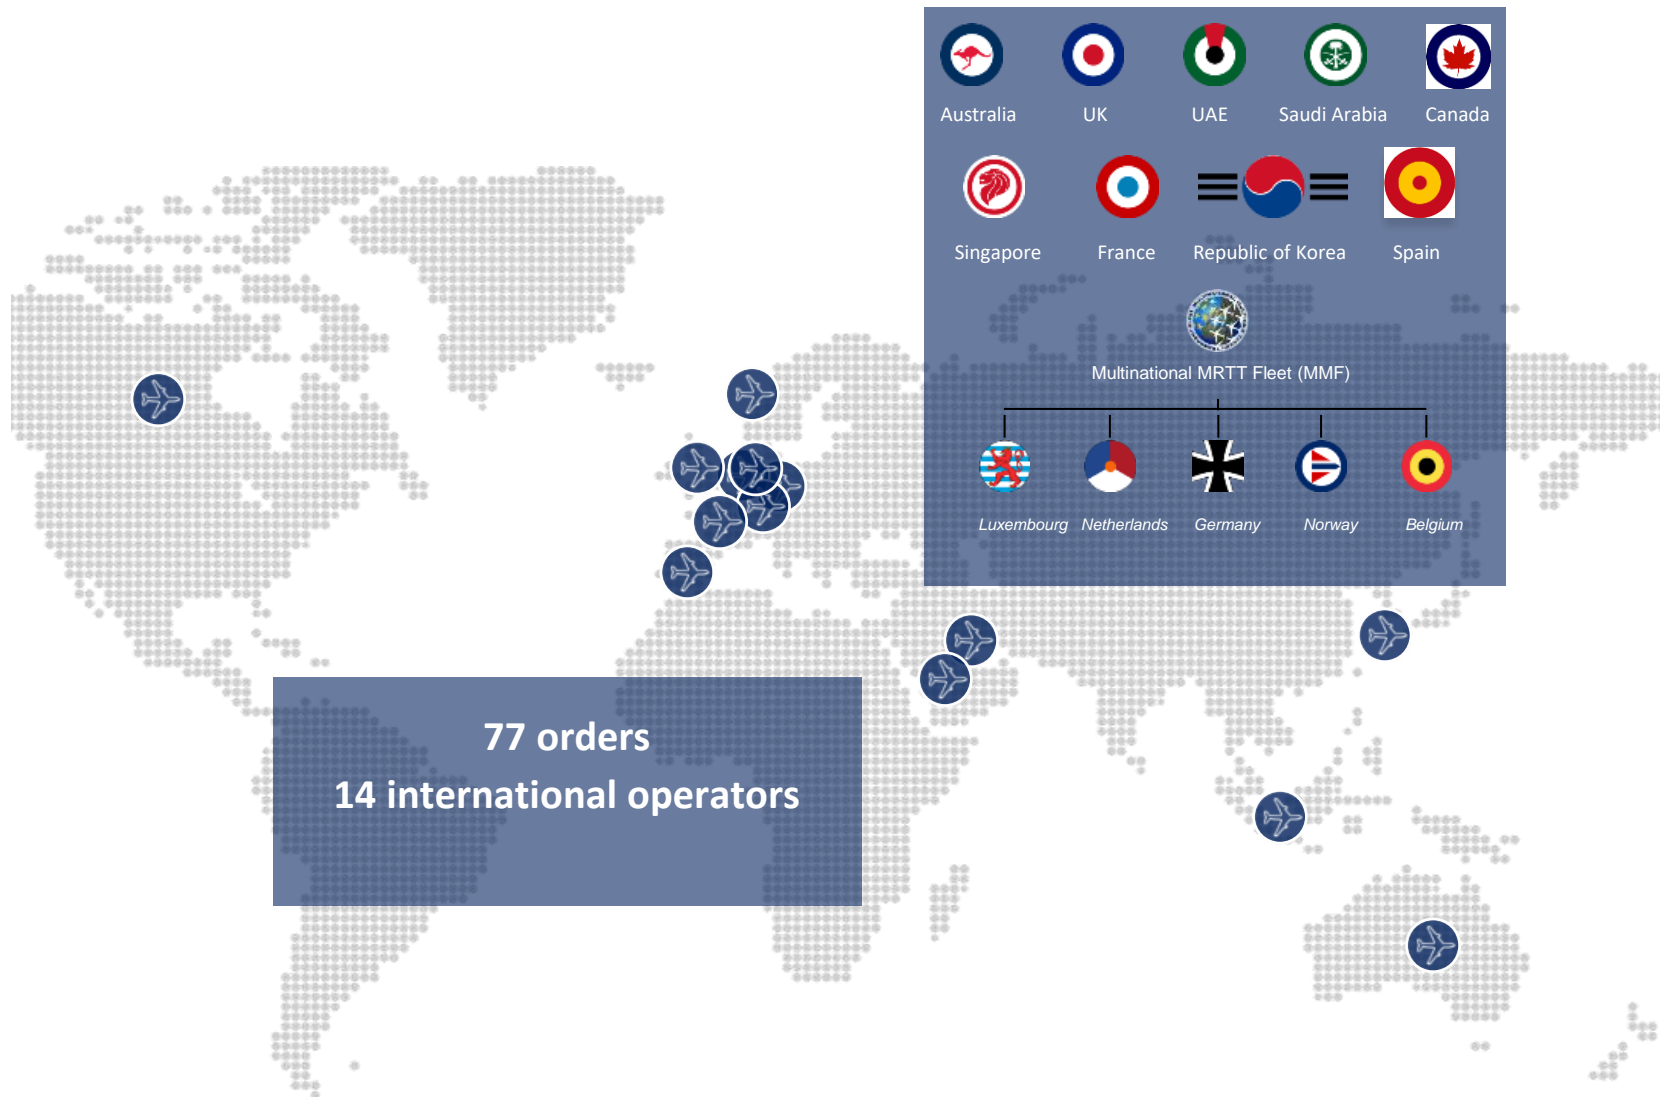 Australia UK UAE Saudi Arabia Canada
Singapore France Republic of Korea Spain
Multinational MRTT Fleet (MMF)
Luxembourg Netherlands Germany Norway Belgium
77 orders
14 international operators